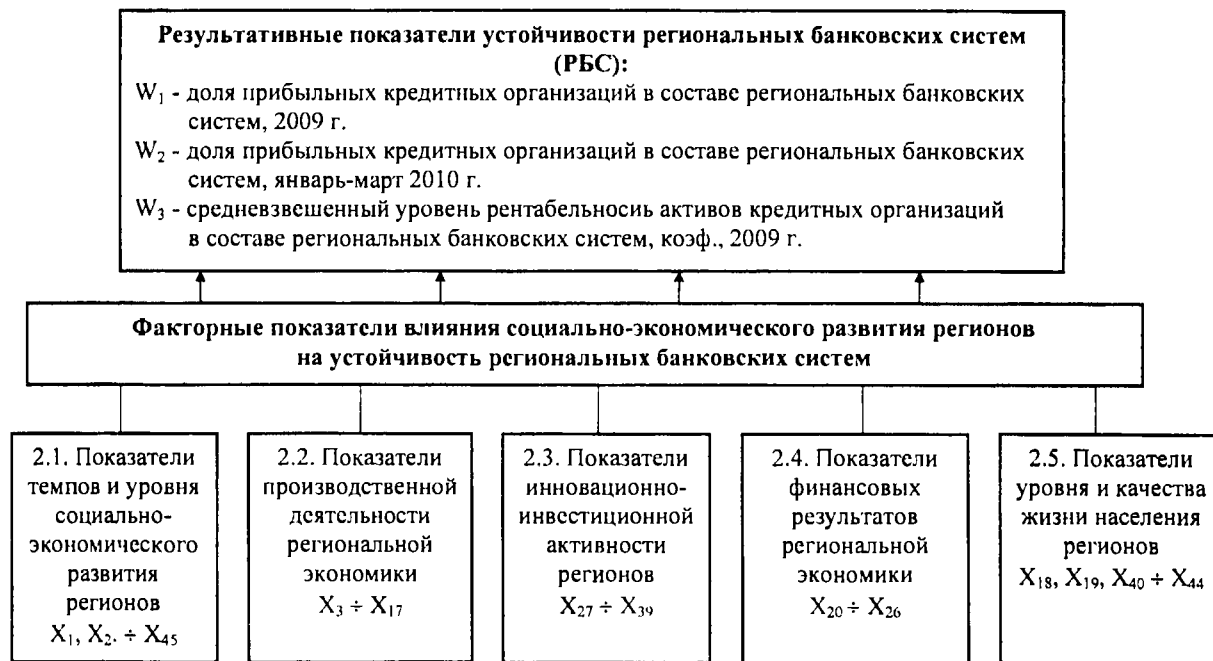 Результативные показатели устойчивости региональных банковских систем
(РБС):
W₁ - доля прибыльных кредитных организаций в составе региональных банковских
систем, 2009 г.
W₂ - доля прибыльных кредитных организаций в составе региональных банковских
систем, январь-март 2010 г.
W₃ - средневзвешенный уровень рентабельносиь активов кредитных организаций
в составе региональных банковских систем, коэф., 2009 г.
Факторные показатели влияния социально-экономического развития регионов
на устойчивость региональных банковских систем
2.1. Показатели
темпов и уровня
социально-
экономического
развития
регионов
X₁, X₂. ÷ X₄₅
2.2. Показатели
производственной
деятельности
региональной
экономики
X₃ ÷ X₁₇
2.3. Показатели
инновационно-
инвестиционной
активности
регионов
X₂₇ ÷ X₃₉
2.4. Показатели
финансовых
результатов
региональной
экономики
X₂₀ ÷ X₂₆
2.5. Показатели
уровня и качества
жизни населения
регионов
X₁₈, X₁₉, X₄₀ ÷ X₄₄